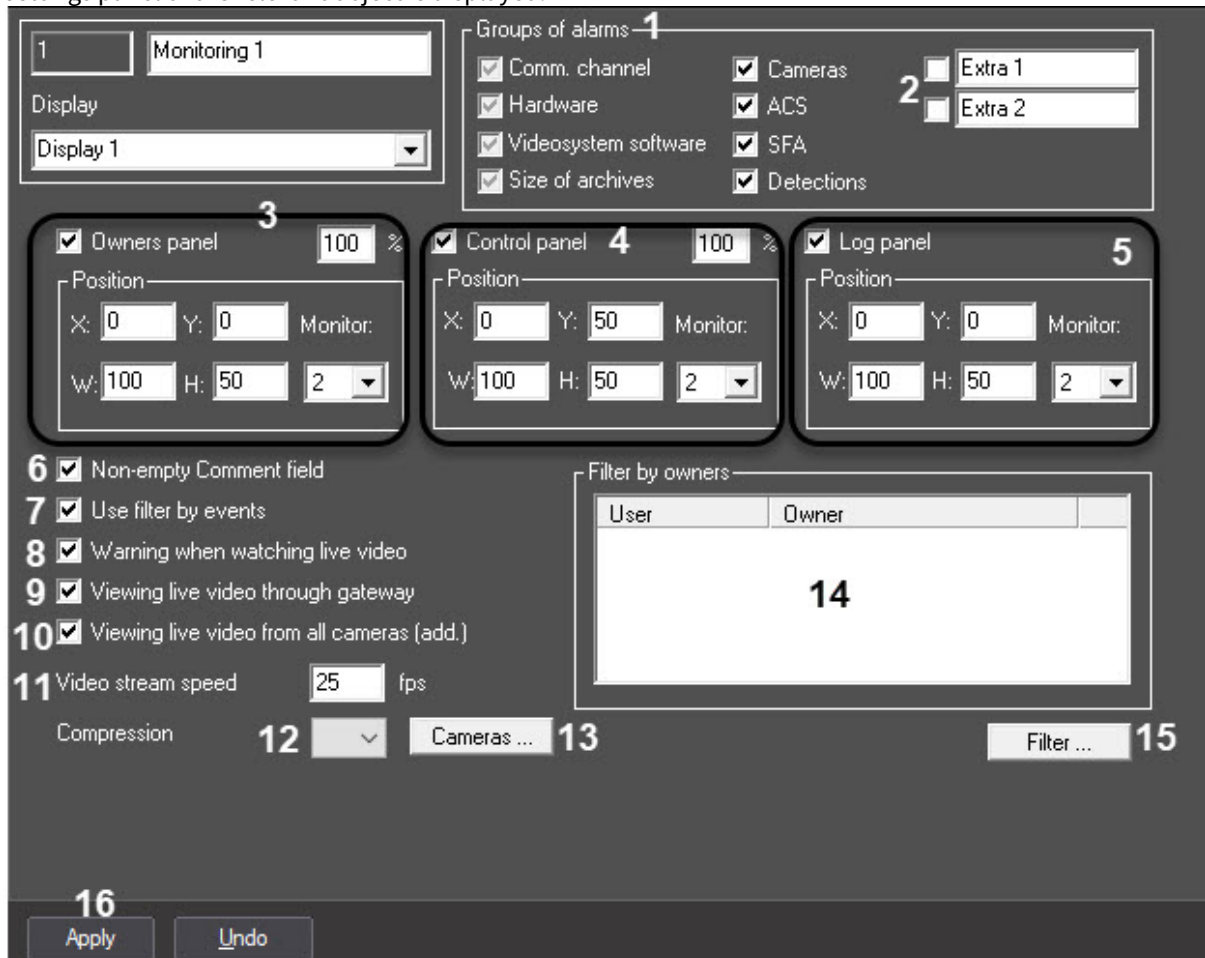 1 Monitoring 1
Display
Display 1
Groups of alarms 1
Comm. channel Cameras Extra 1
Hardware ACS 2 Extra 2
Videosystem software SFA
Size of archives Detections
3
Owners panel 100 %
Position
X: 0 Y: 0 Monitor:
W: 100 H: 50 2
Control panel 4 100 %
Position
X: 0 Y: 50 Monitor:
W: 100 H: 50 2
Log panel 5
Position
X: 0 Y: 0 Monitor:
W: 100 H: 50 2
6 Non-empty Comment field
7 Use filter by events
8 Warning when watching live video
9 Viewing live video through gateway
10 Viewing live video from all cameras (add.)
11 Video stream speed 25 fps
Compression 12 Cameras ... 13
Filter by owners
User Owner
14
Filter ... 15
16
Apply Undo